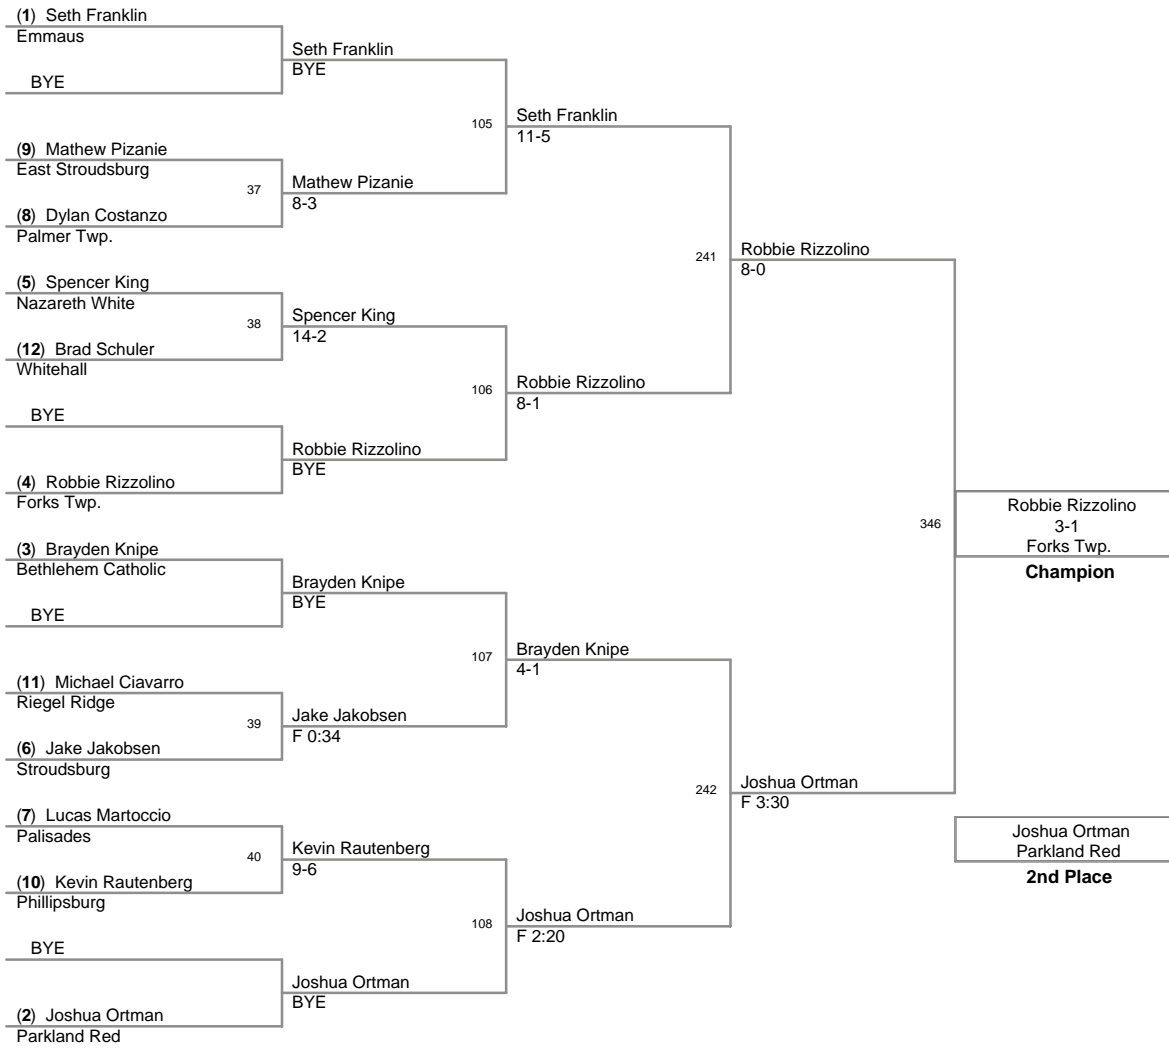 (1) Seth Franklin
Emmaus
BYE
(9) Mathew Pizanie
East Stroudsburg
37
(8) Dylan Costanzo
Palmer Twp.
(5) Spencer King
Nazareth White
38
(12) Brad Schuler
Whitehall
BYE
(4) Robbie Rizzolino
Forks Twp.
(3) Brayden Knipe
Bethlehem Catholic
BYE
(11) Michael Ciavarro
Riegel Ridge
39
(6) Jake Jakobsen
Stroudsburg
(7) Lucas Martoccio
Palisades
40
(10) Kevin Rautenberg
Phillipsburg
BYE
(2) Joshua Ortman
Parkland Red
Seth Franklin
BYE
105
Mathew Pizanie
8-3
Spencer King
14-2
106
Robbie Rizzolino
BYE
Brayden Knipe
BYE
107
Jake Jakobsen
F 0:34
Kevin Rautenberg
9-6
108
Joshua Ortman
BYE
Seth Franklin
11-5
241
Robbie Rizzolino
8-1
Brayden Knipe
4-1
242
Joshua Ortman
F 2:20
Robbie Rizzolino
8-0
346
Joshua Ortman
F 3:30
Robbie Rizzolino
3-1
Forks Twp.
Champion
Joshua Ortman
Parkland Red
2nd Place